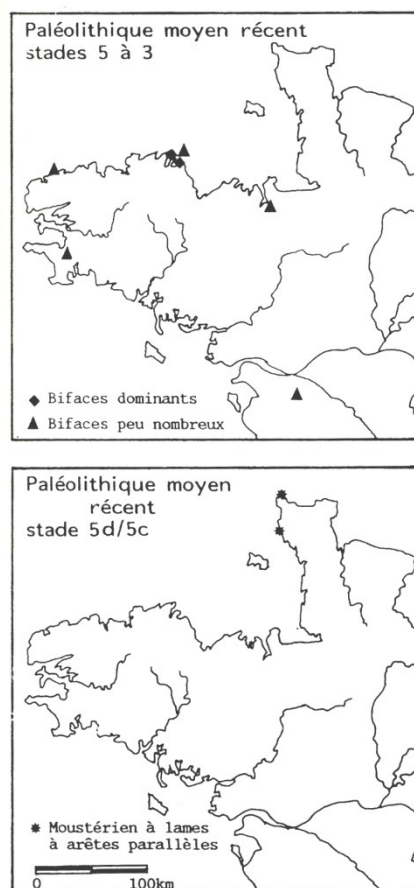 Paléolithique moyen récent
stades 5 à 3
Bifaces dominants
Bifaces peu nombreux
Paléolithique moyen
récent
stade 5d/5c
Moustérien à lames
à arêtes parallèles
0 100km